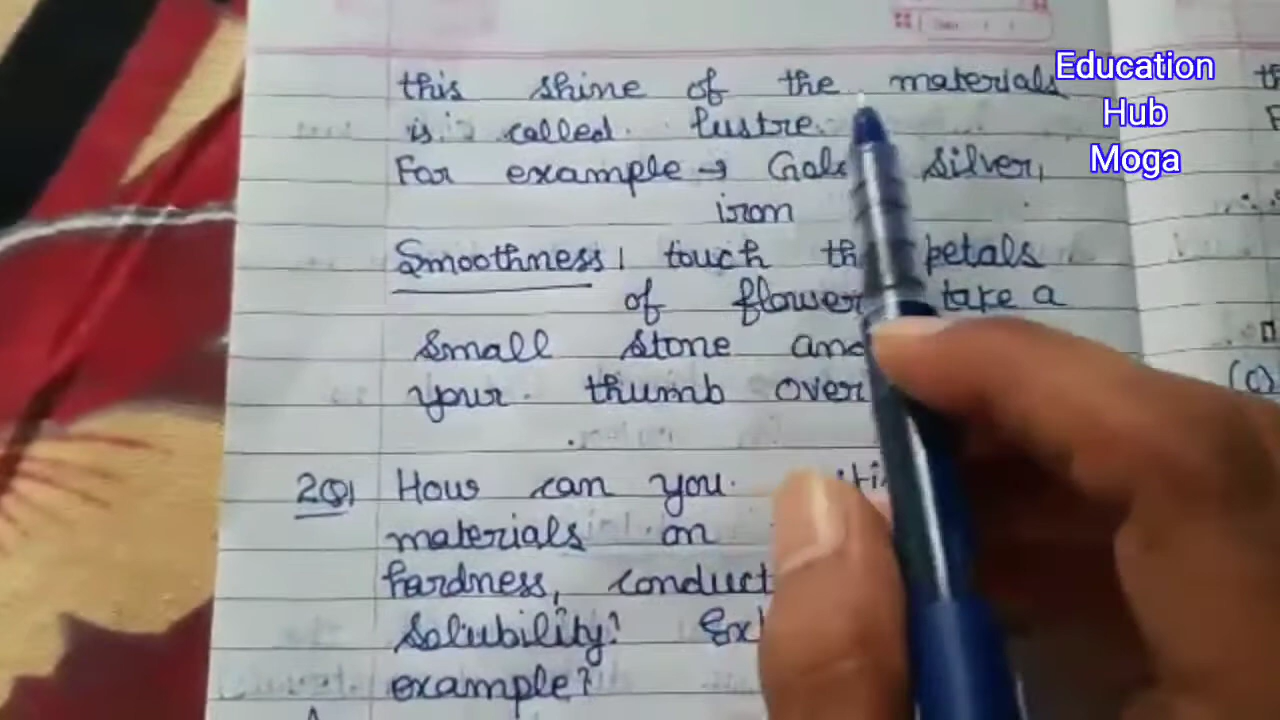 this shine of the materials
is called lustre.
For example → Silver,
iron
Smoothness touch petals
of flower take a
small stone and
your thumb over
2Q) How can you
materials on
hardness,
Solubility?
example?
Education
Hub
Moga
(c)